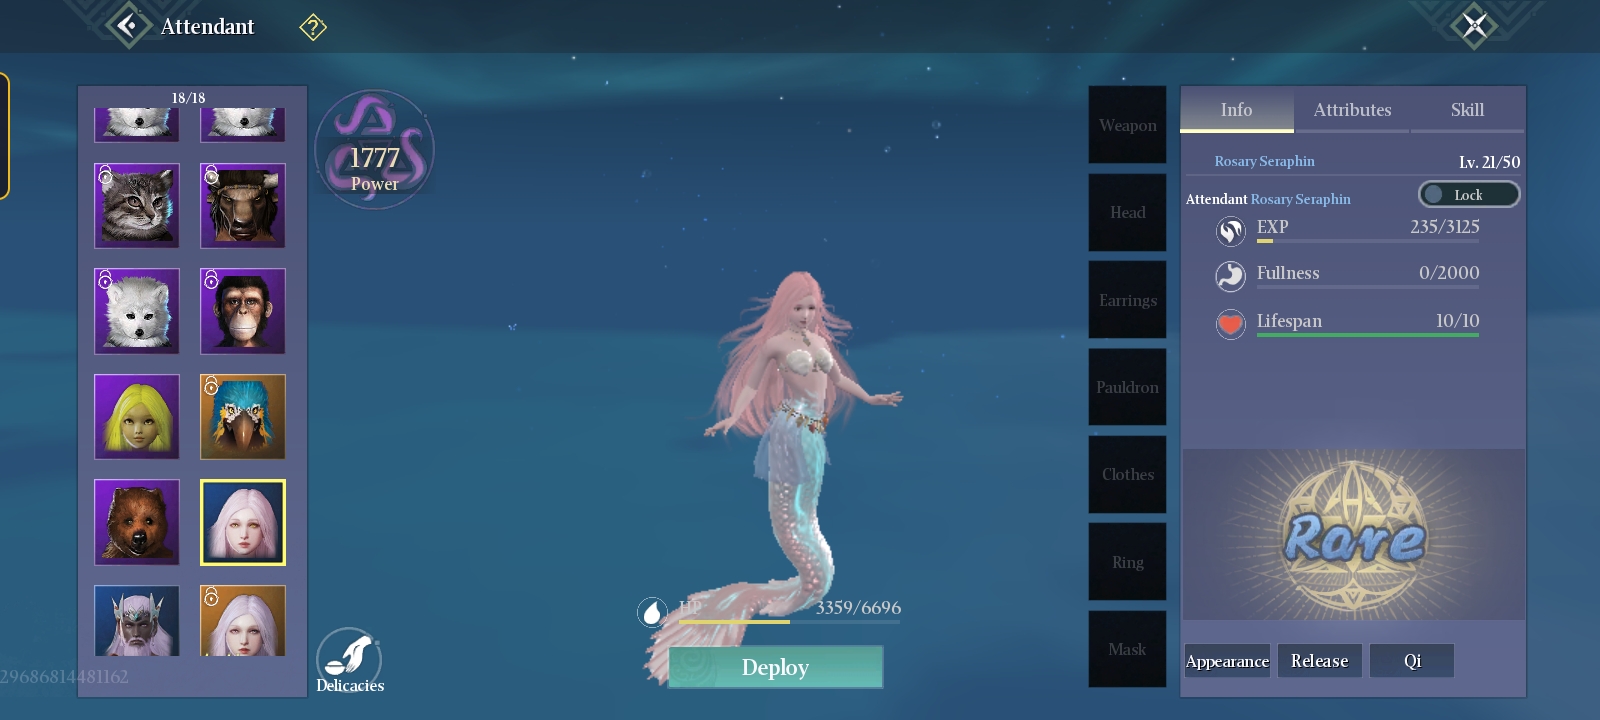 Attendant
?
18/18
1777
Power
Weapon
Head
Earrings
Pauldron
Clothes
Ring
Mask
Info
Attributes
Skill
Rosary Seraphin
Lv. 21/50
Attendant Rosary Seraphin
Lock
EXP
235/3125
Fullness
0/2000
Lifespan
10/10
Rare
HP
3359/6696
Deploy
Delicacies
Appearance
Release
Qi
29686814481162